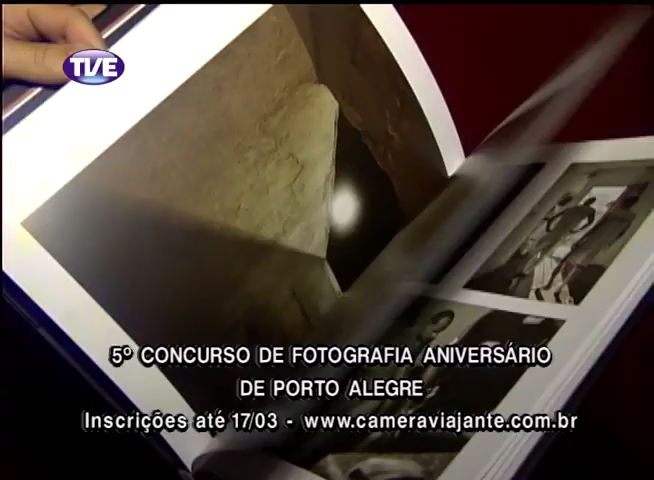 TVE
5º CONCURSO DE FOTOGRAFIA ANIVERSÁRIO
DE PORTO ALEGRE
Inscrições até 17/03 - www.cameraviajante.com.br